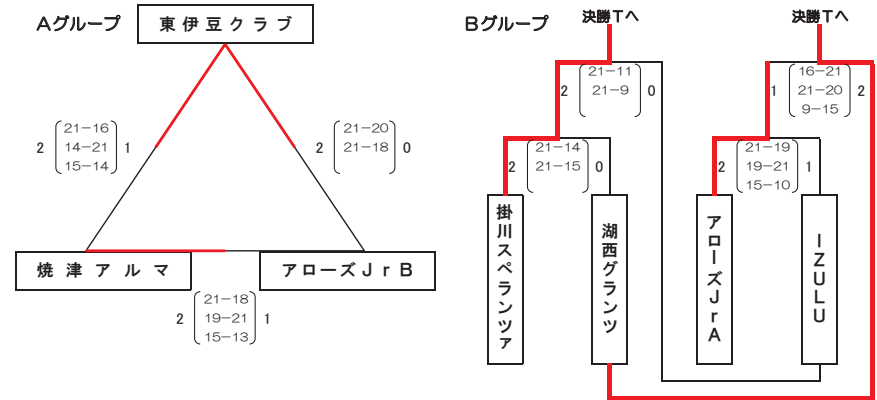 Aグループ
東伊豆クラブ
2 21－16 1
14－21
15－14
2 21－20 0
21－18
焼津アルマ
アローズJrB
2 21－18 1
19－21
15－13
Bグループ
決勝Tへ
決勝Tへ
2 21－11 0
21－9
1 16－21 2
21－20
9－15
2 21－14 0
21－15
2 21－19 1
19－21
15－10
掛川スペランツァ
湖西グランツ
アローズJrA
IZULU